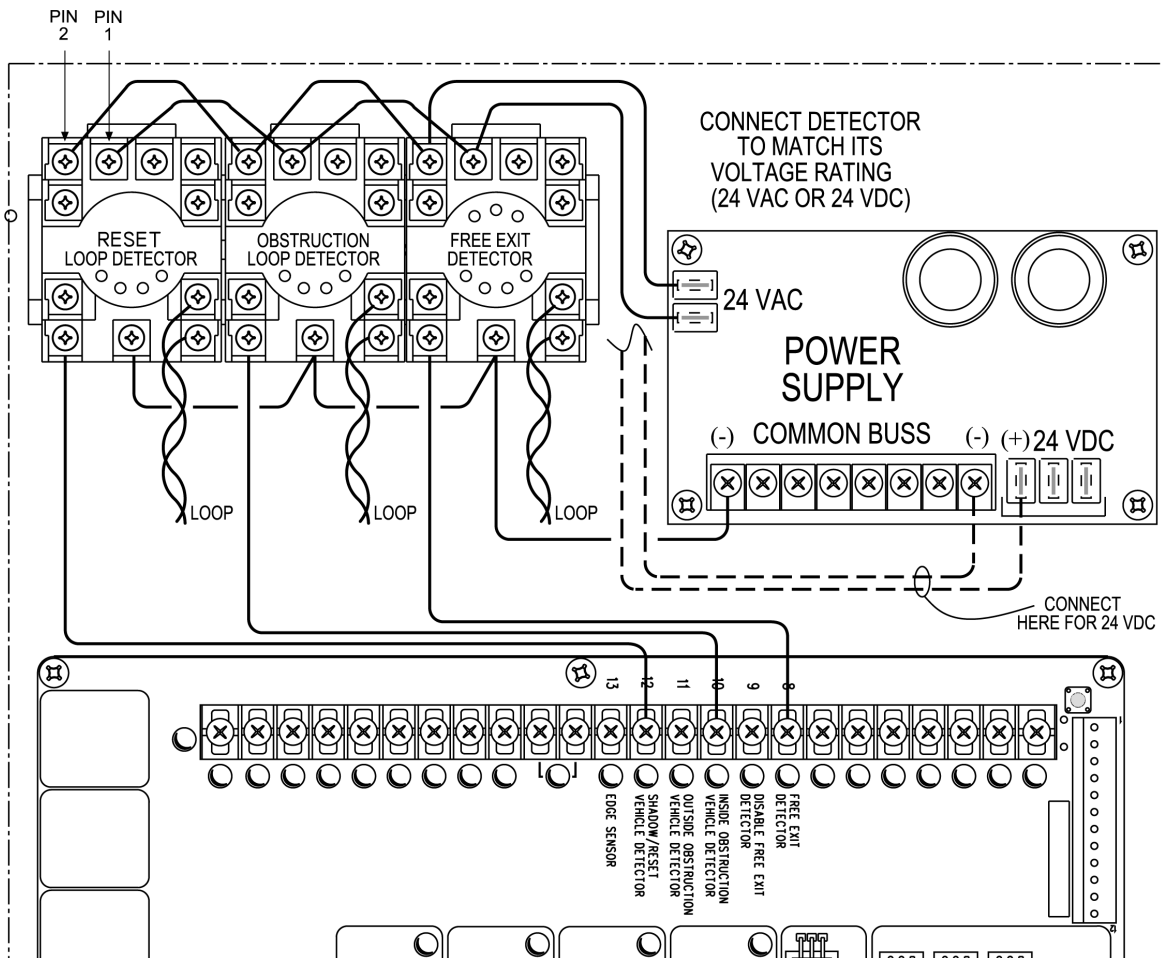 PIN PIN
2 1
CONNECT DETECTOR
TO MATCH ITS
VOLTAGE RATING
(24 VAC OR 24 VDC)
RESET
LOOP DETECTOR
OBSTRUCTION
LOOP DETECTOR
FREE EXIT
DETECTOR
24 VAC
POWER
SUPPLY
(-) COMMON BUSS (-) (+) 24 VDC
LOOP
LOOP
LOOP
CONNECT
HERE FOR 24 VDC
13 12 11 10 9 8
EDGE SENSOR
SHADOW/RESET
VEHICLE DETECTOR
OUTSIDE OBSTRUCTION
VEHICLE DETECTOR
INSIDE OBSTRUCTION
VEHICLE DETECTOR
DISABLE FREE EXIT
DETECTOR
FREE EXIT
DETECTOR